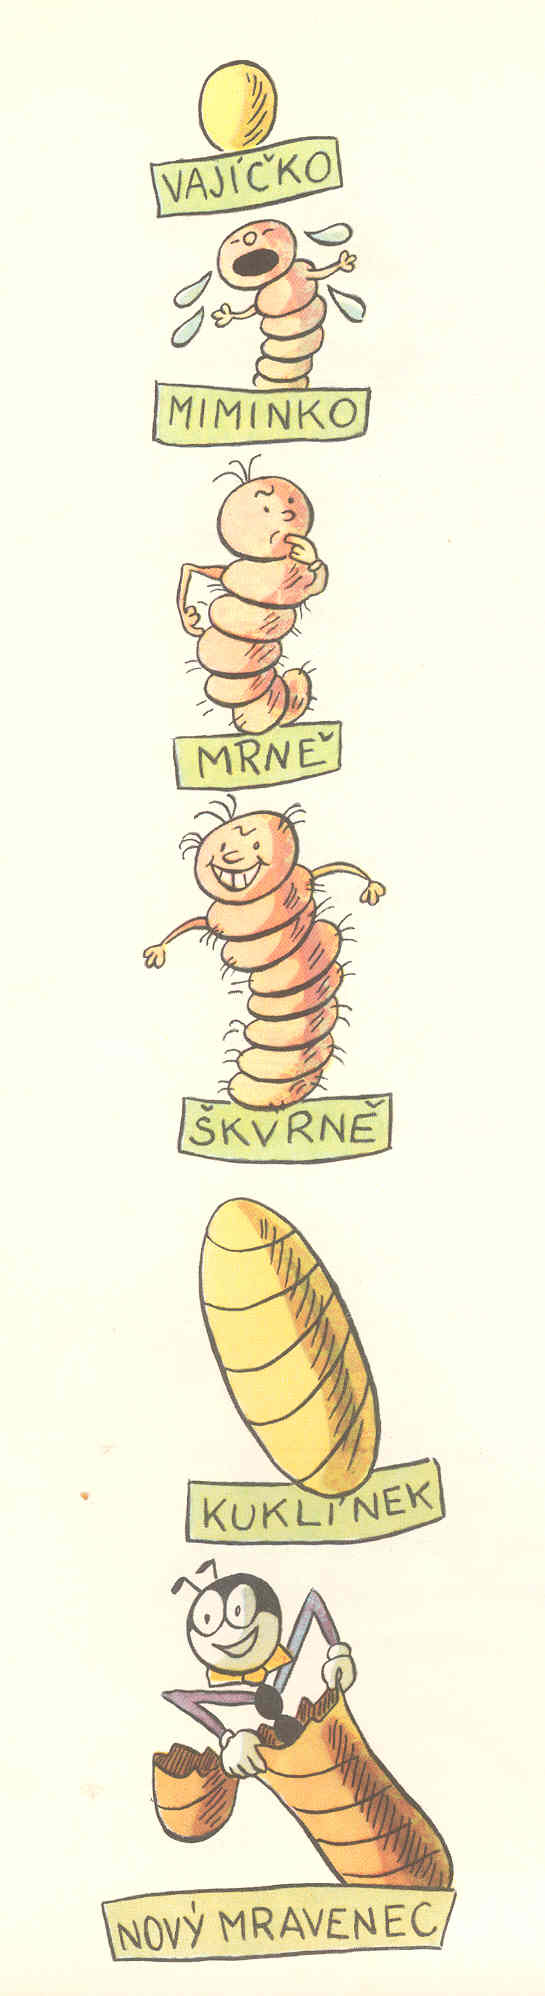 VAJÍČKO
MIMINKO
MRNĚ
ŠKVRNĚ
KUKLÍNEK
NOVÝ MRAVENEC